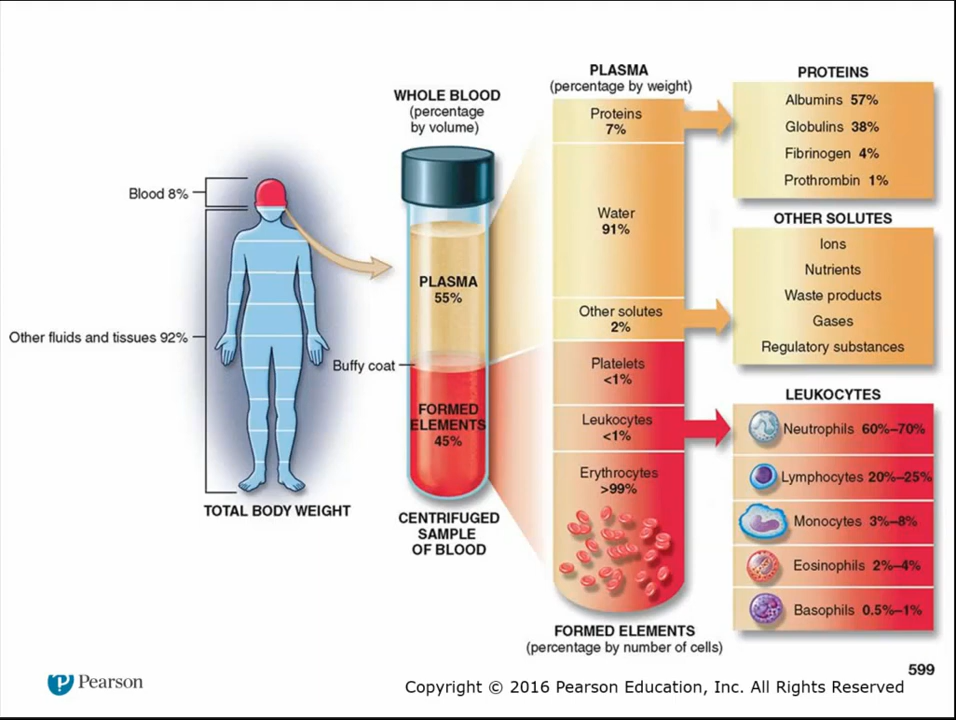 Blood 8%
Other fluids and tissues 92%
TOTAL BODY WEIGHT
WHOLE BLOOD
(percentage
by volume)
PLASMA
55%
Buffy coat
FORMED
ELEMENTS
45%
CENTRIFUGED
SAMPLE
OF BLOOD
PLASMA
(percentage by weight)
Proteins
7%
Water
91%
Other solutes
2%
Platelets
<1%
Leukocytes
<1%
Erythrocytes
>99%
FORMED ELEMENTS
(percentage by number of cells)
PROTEINS
Albumins 57%
Globulins 38%
Fibrinogen 4%
Prothrombin 1%
OTHER SOLUTES
Ions
Nutrients
Waste products
Gases
Regulatory substances
LEUKOCYTES
Neutrophils 60%–70%
Lymphocytes 20%–25%
Monocytes 3%–8%
Eosinophils 2%–4%
Basophils 0.5%–1%
599
P Pearson
Copyright © 2016 Pearson Education, Inc. All Rights Reserved